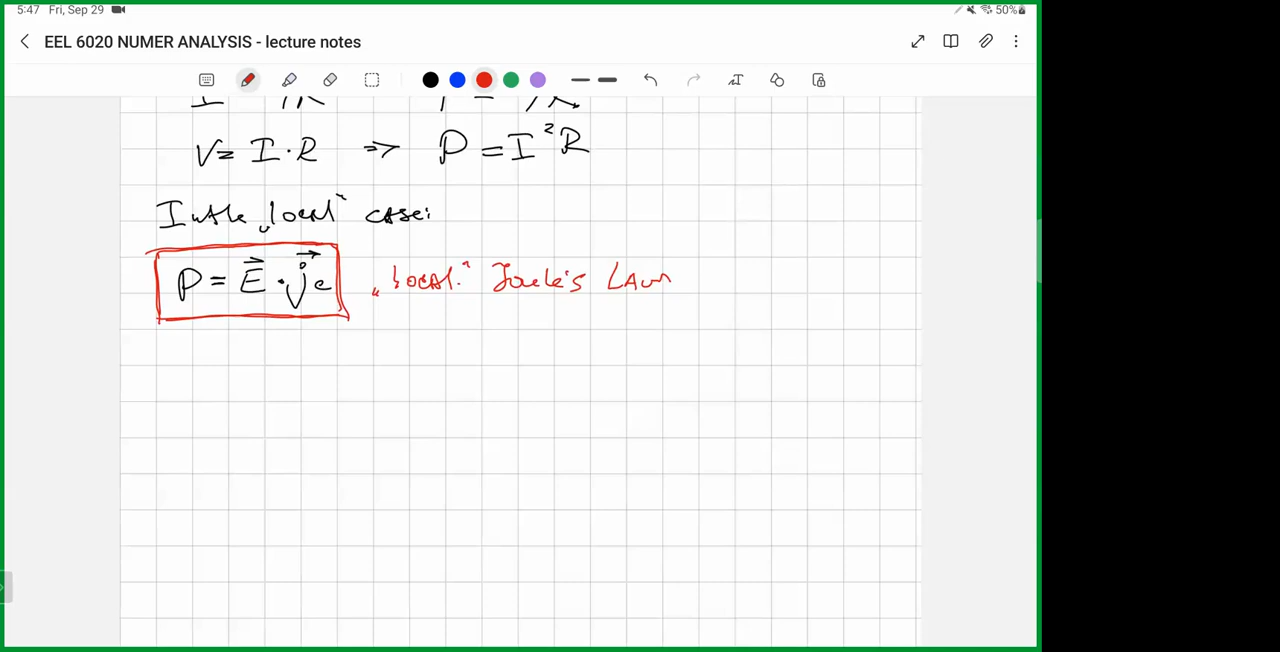 5:47 Fri, Sep 29 50%
EEL 6020 NUMER ANALYSIS - lecture notes
V = I · R ⇒ P = I²R
In the „local" case:
P = E⃗ · j⃗e „local" Joule's Law